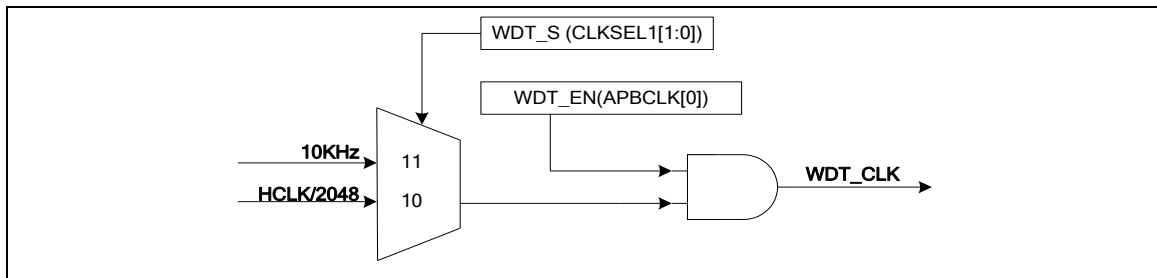 WDT_S (CLKSEL1[1:0])
WDT_EN(APBCLK[0])
10KHz
11
HCLK/2048
10
WDT_CLK